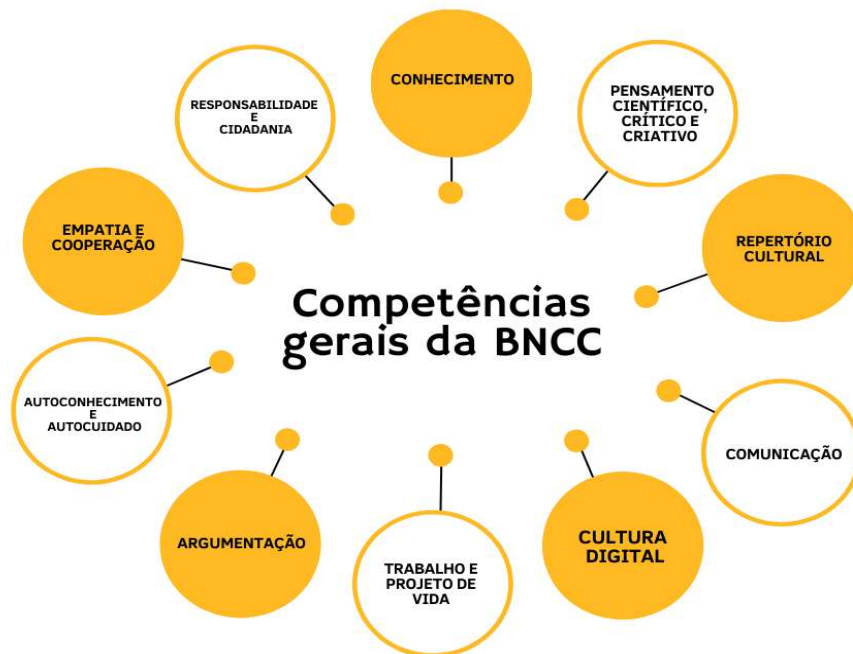 CONHECIMENTO
PENSAMENTO
CIENTÍFICO,
CRÍTICO E
CRIATIVO
REPERTÓRIO
CULTURAL
COMUNICAÇÃO
CULTURA
DIGITAL
TRABALHO E
PROJETO DE
VIDA
ARGUMENTAÇÃO
AUTOCONHECIMENTO
E
AUTOCUIDADO
EMPATIA E
COOPERAÇÃO
RESPONSABILIDADE
E
CIDADANIA
Competências
gerais da BNCC